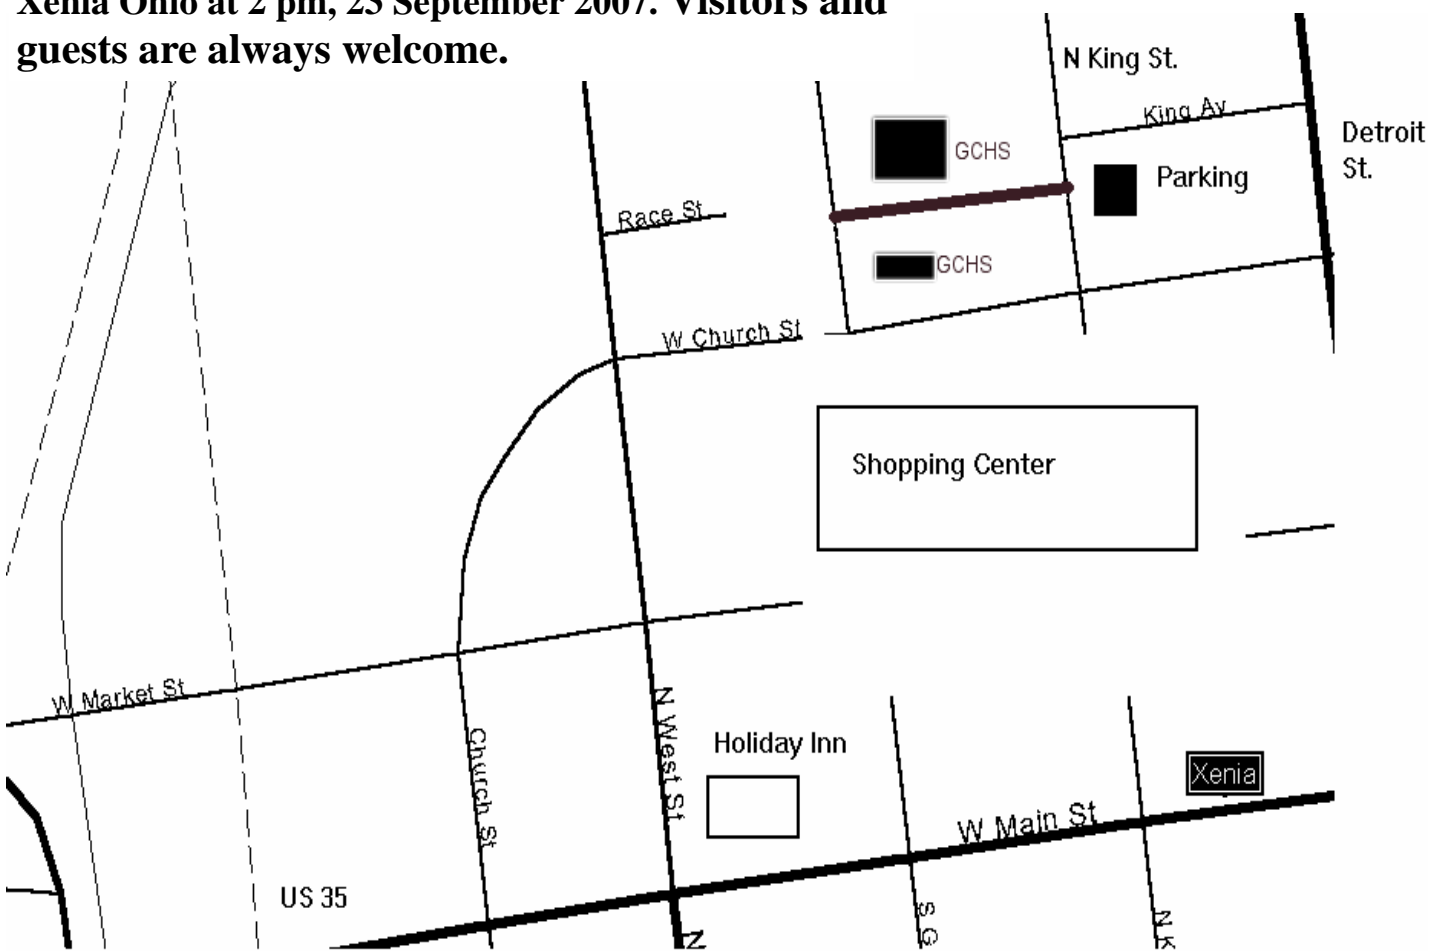 Xenia Ohio at 2 pm, 23 September 2007. Visitors and
guests are always welcome.
N King St.
King Av
Detroit
St.
GCHS
Parking
Race St
GCHS
W Church St
Shopping Center
W Market St
N West St
Church St
Holiday Inn
Xenia
W Main St
US 35
S G
N K
N